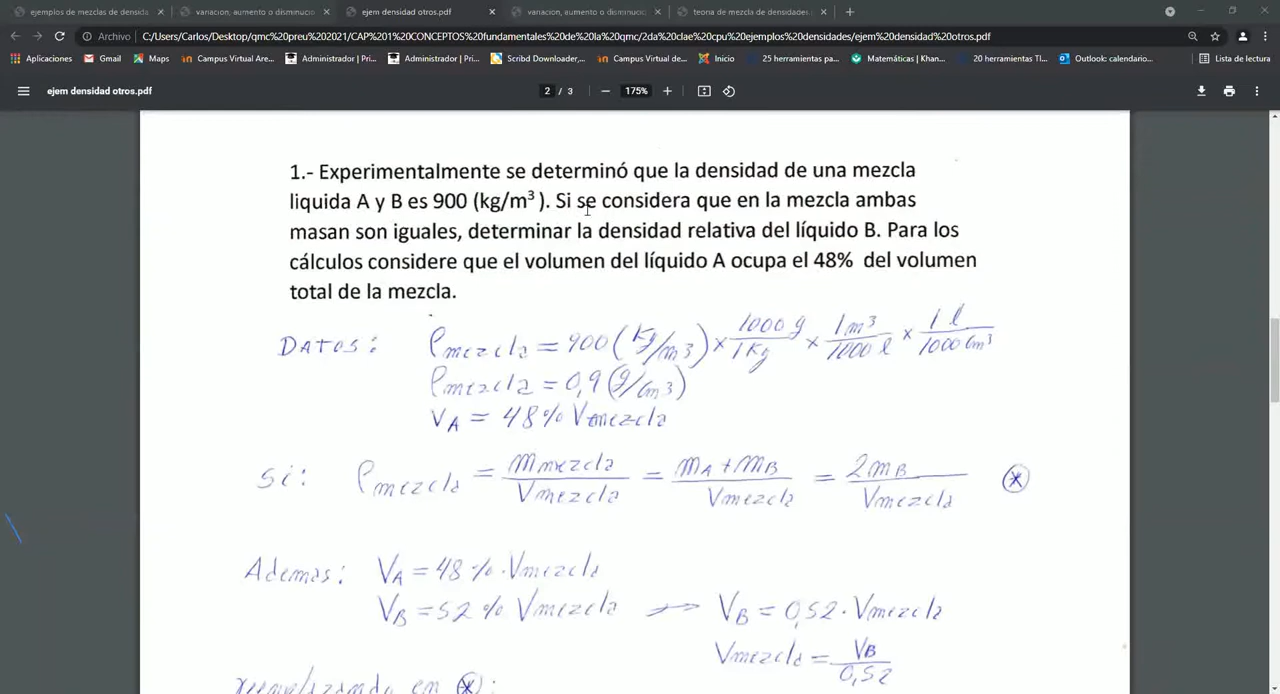 ejemplos de mezclas de densida
variacion, aumento o disminucio
ejem densidad otros.pdf
variacion, aumento o disminucio
teoria de mezcla de densidades
Archivo
C:/Users/Carlos/Desktop/qmc%20preu%202021/CAP%201%20CONCEPTOS%20fundamentales%20de%20la%20qmc/2da%20clae%20cpu%20ejemplos%20densidades/ejem%20densidad%20otros.pdf
Aplicaciones
Gmail
Maps
Campus Virtual Are...
Administrador | Pri...
Administrador | Pri...
Scribd Downloader,...
Campus Virtual de...
Inicio
25 herramientas pa...
Matemáticas | Khan...
20 herramientas TI...
Outlook: calendario...
Lista de lectura
ejem densidad otros.pdf
2 / 3
175%
1.- Experimentalmente se determinó que la densidad de una mezcla
liquida A y B es 900 (kg/m³ ). Si se considera que en la mezcla ambas
masan son iguales, determinar la densidad relativa del líquido B. Para los
cálculos considere que el volumen del líquido A ocupa el 48% del volumen
total de la mezcla.
DATOS: ρmezcla = 900 (Kg/m3) × 1000 g / 1 Kg × 1 m³ / 1000 l × 1 l / 1000 cm³
ρmezcla = 0,9 (g/cm3)
VA = 48 % Vmezcla
Si: ρmezcla = mmezcla / Vmezcla = mA + mB / Vmezcla = 2mB / Vmezcla (*)
Ademas: VA = 48 % . Vmezcla
VB = 52 % Vmezcla → VB = 0,52 . Vmezcla
Vmezcla = VB / 0,52
reemplazando en (*):